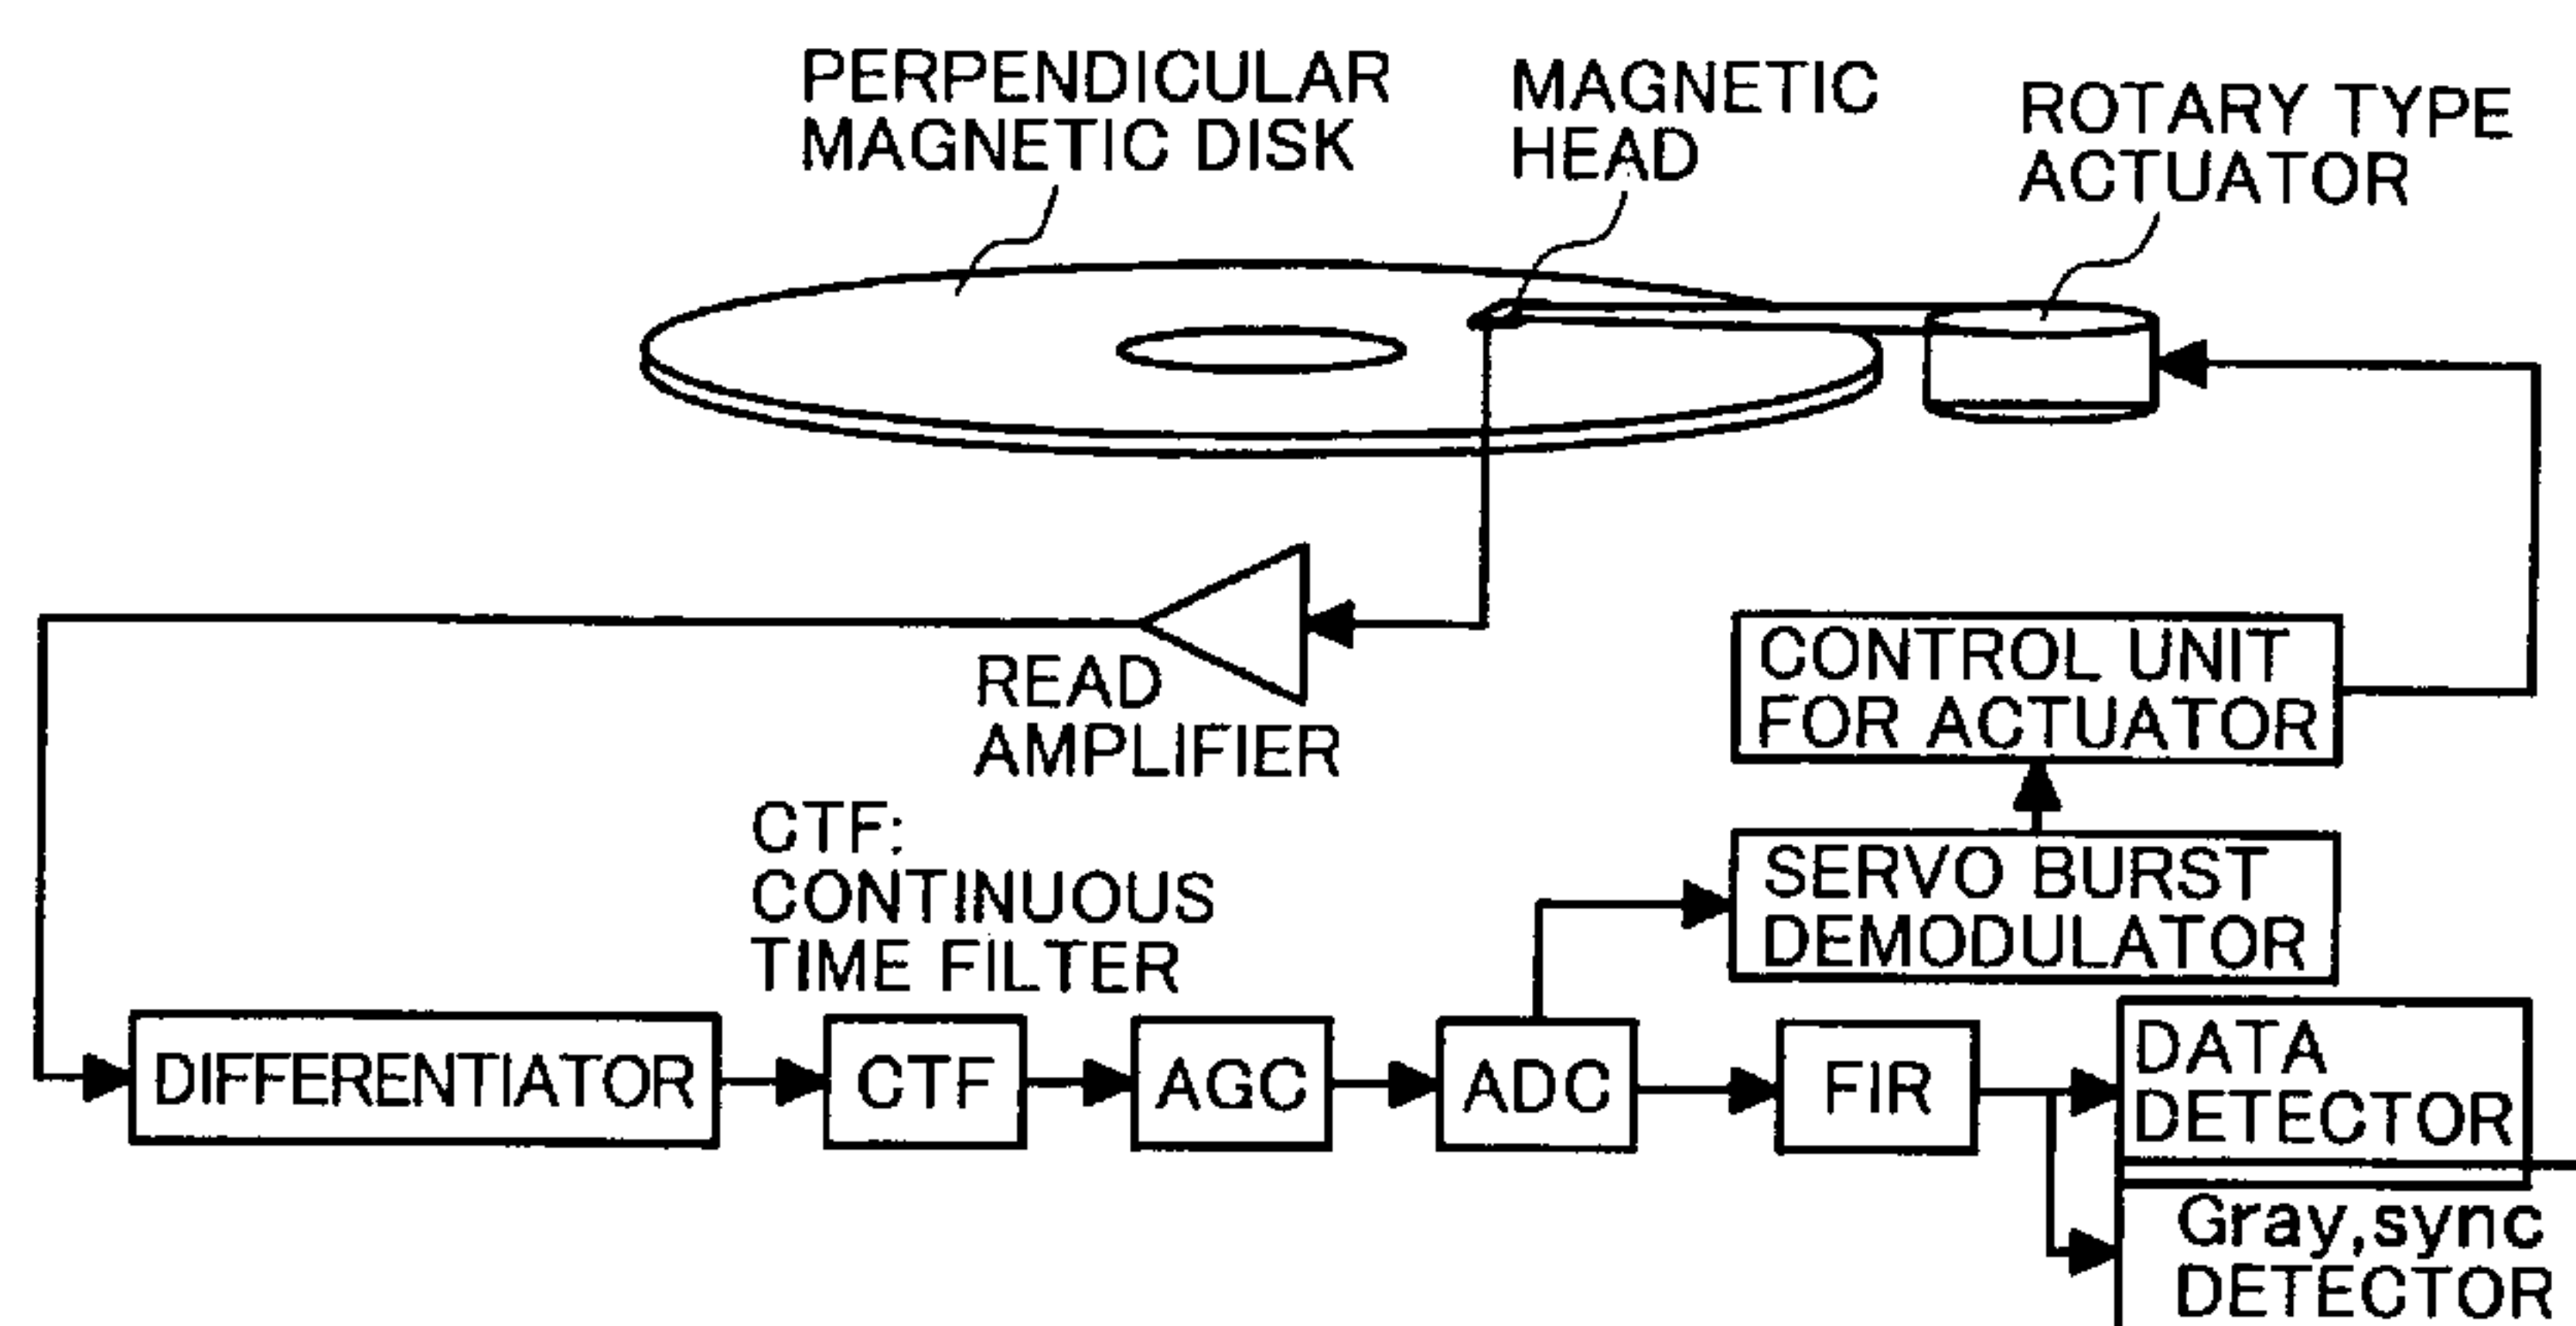 PERPENDICULAR
MAGNETIC DISK
MAGNETIC
HEAD
ROTARY TYPE
ACTUATOR
READ
AMPLIFIER
CONTROL UNIT
FOR ACTUATOR
CTF:
CONTINUOUS
TIME FILTER
SERVO BURST
DEMODULATOR
DIFFERENTIATOR
CTF
AGC
ADC
FIR
DATA
DETECTOR
Gray,sync
DETECTOR